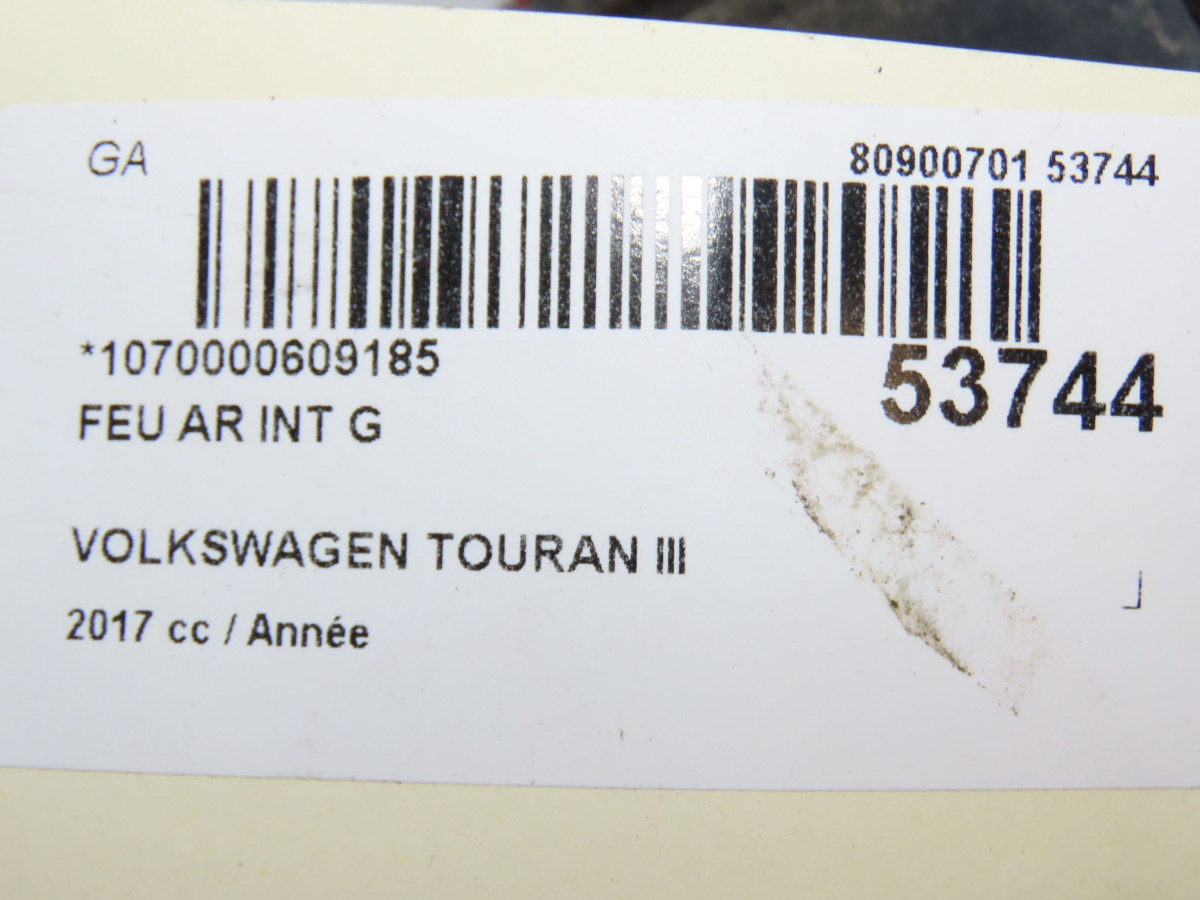 GA
80900701 53744
*1070000609185
53744
FEU AR INT G
VOLKSWAGEN TOURAN III
2017 cc / Année